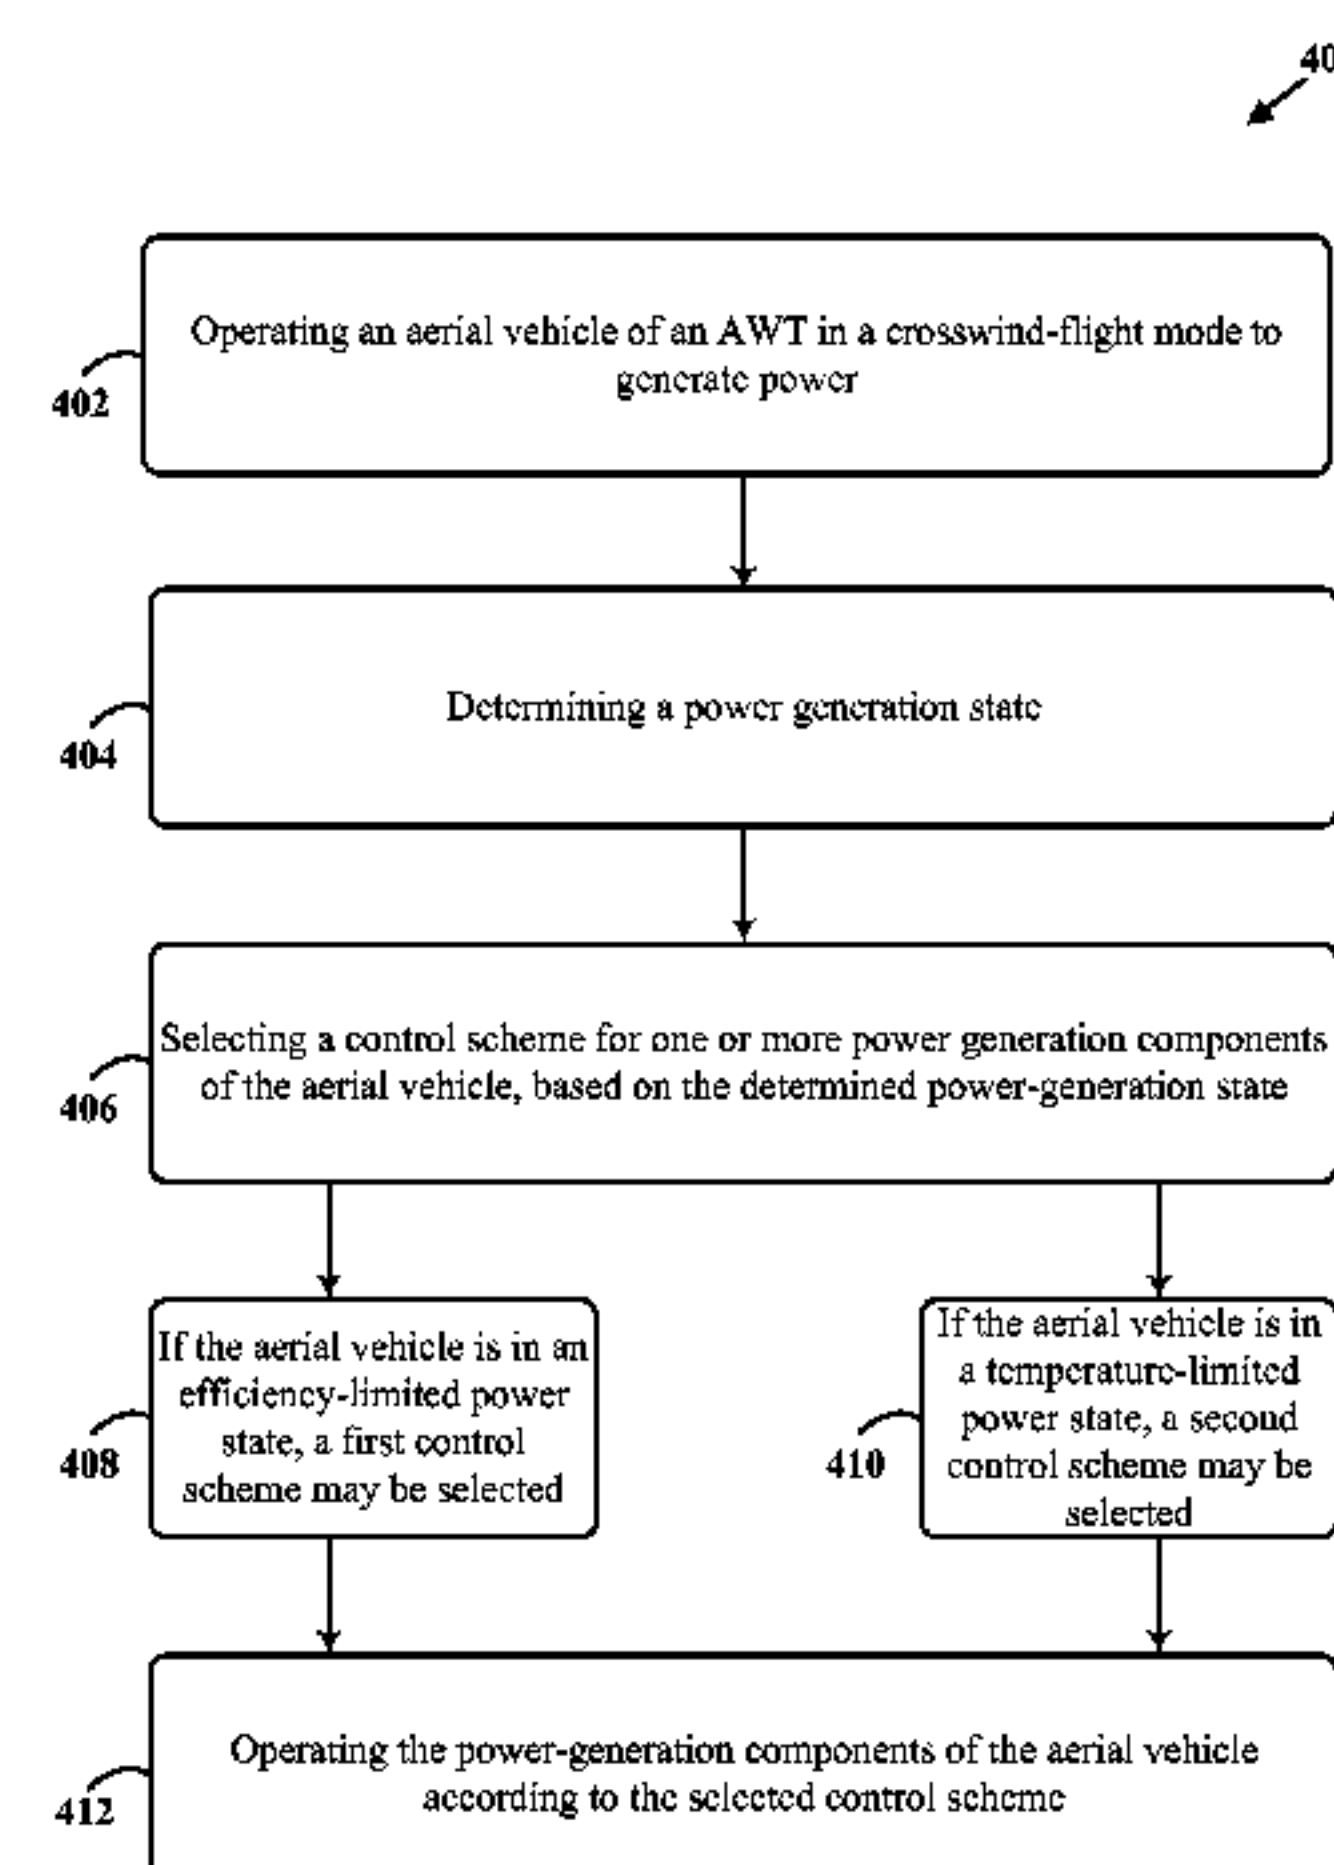 40
Operating an aerial vehicle of an AWT in a crosswind-flight mode to
generate power
402
Determining a power generation state
404
Selecting a control scheme for one or more power generation components
of the aerial vehicle, based on the determined power-generation state
406
If the aerial vehicle is in an
efficiency-limited power
state, a first control
scheme may be selected
408
If the aerial vehicle is in
a temperature-limited
power state, a second
control scheme may be
selected
410
Operating the power-generation components of the aerial vehicle
according to the selected control scheme
412